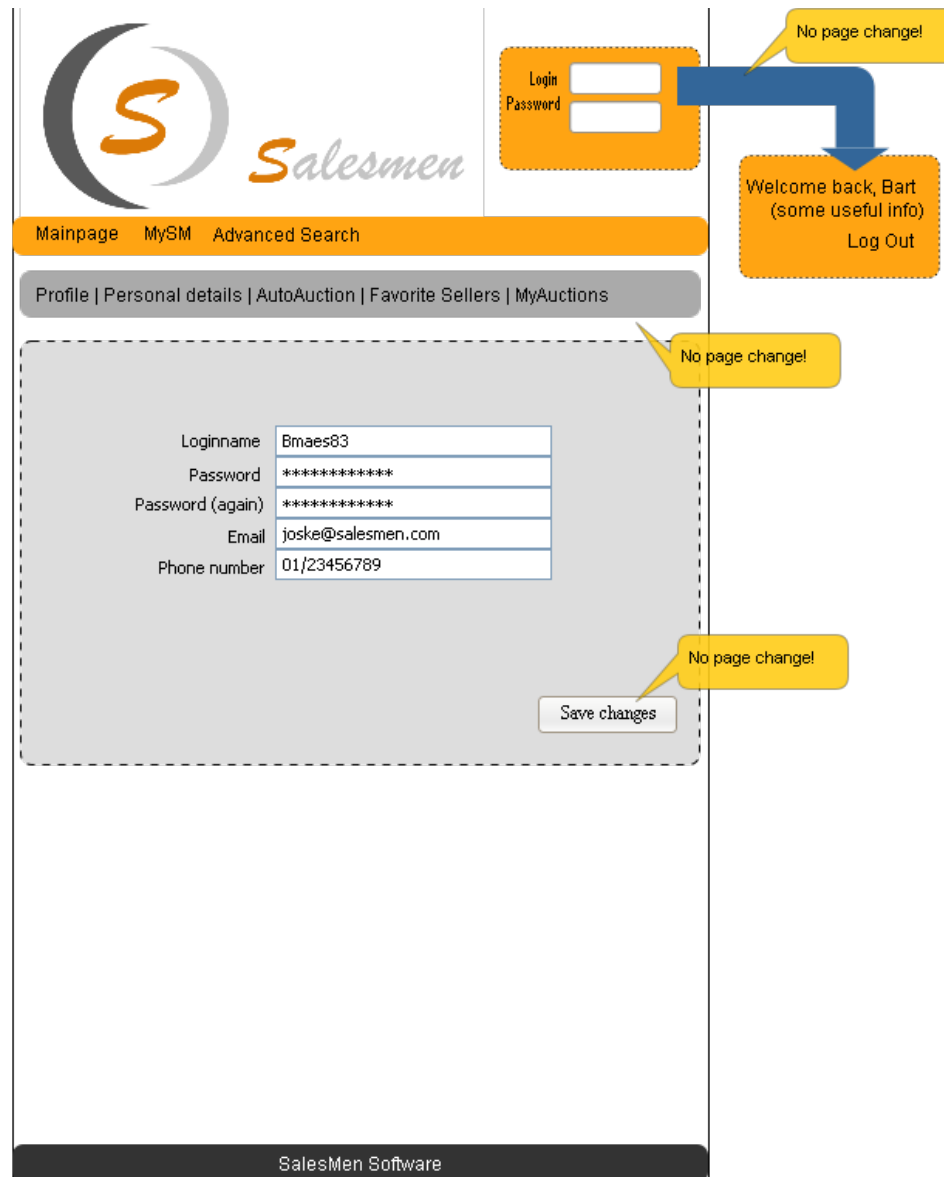 No page change!
Login
Password
S
Salesmen
Welcome back, Bart
(some useful info)
Log Out
Mainpage MySM Advanced Search
Profile | Personal details | AutoAuction | Favorite Sellers | MyAuctions
No page change!
Loginname Bmaes83
Password ************
Password (again) ************
Email joske@salesmen.com
Phone number 01/23456789
No page change!
Save changes
SalesMen Software